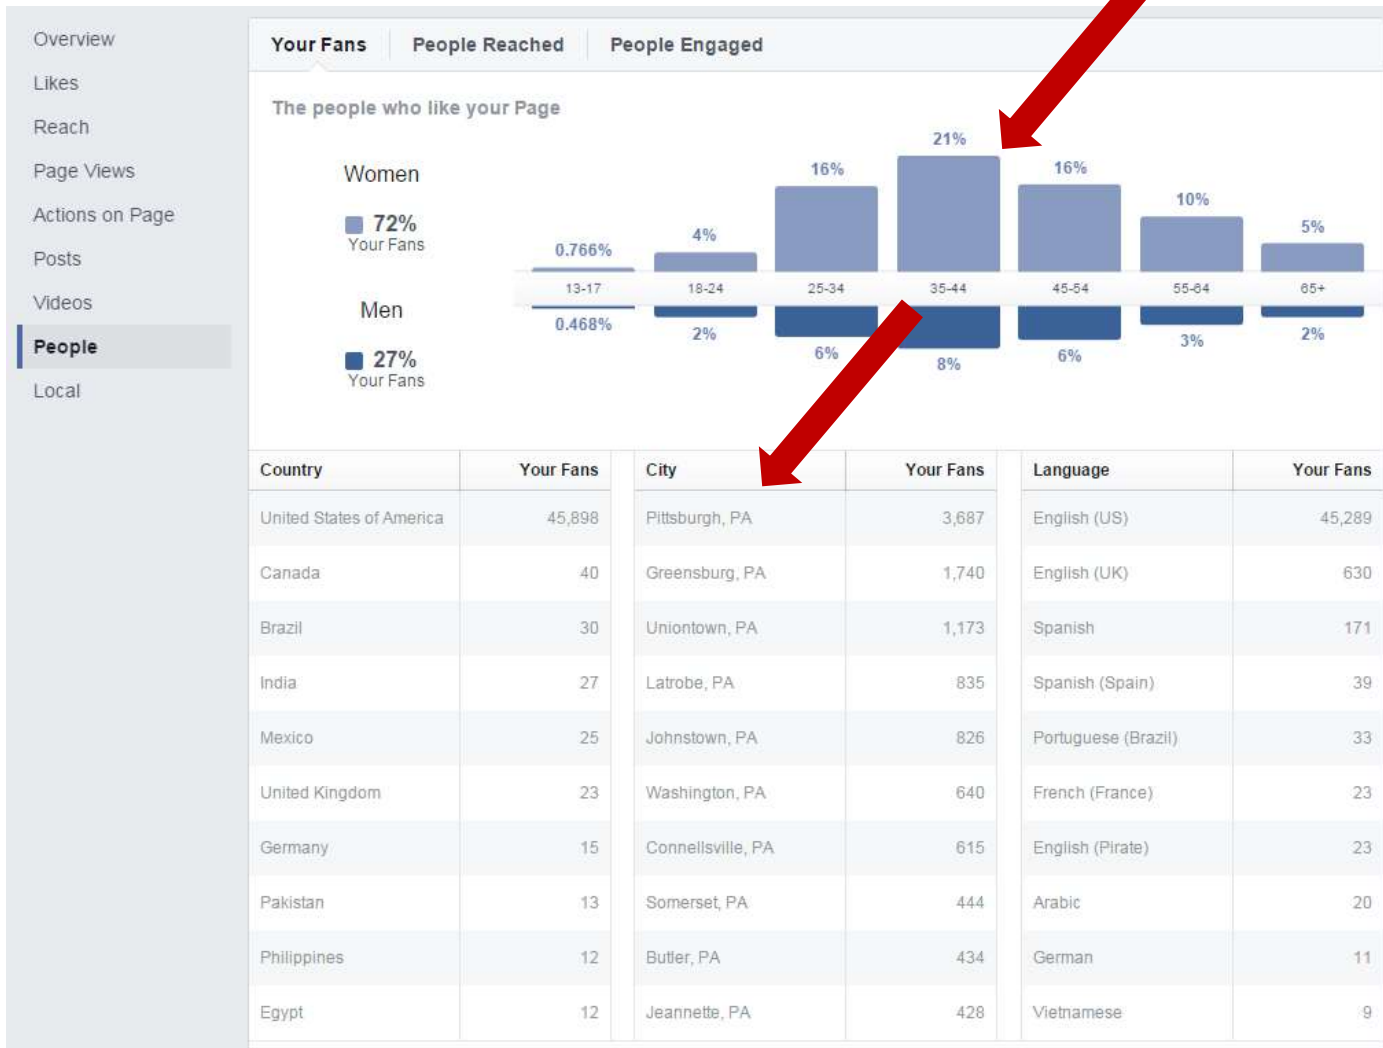 Overview
Likes
Reach
Page Views
Actions on Page
Posts
Videos
People
Local
Your Fans People Reached People Engaged
The people who like your Page
Women
72%
Your Fans
Men
27%
Your Fans
0.766% 4% 16% 21% 16% 10% 5%
13-17 18-24 25-34 35-44 45-54 55-64 65+
0.468% 2% 6% 8% 6% 3% 2%
Country Your Fans
United States of America 45,898
Canada 40
Brazil 30
India 27
Mexico 25
United Kingdom 23
Germany 15
Pakistan 13
Philippines 12
Egypt 12
City Your Fans
Pittsburgh, PA 3,687
Greensburg, PA 1,740
Uniontown, PA 1,173
Latrobe, PA 835
Johnstown, PA 826
Washington, PA 640
Connellsville, PA 615
Somerset, PA 444
Butler, PA 434
Jeannette, PA 428
Language Your Fans
English (US) 45,289
English (UK) 630
Spanish 171
Spanish (Spain) 39
Portuguese (Brazil) 33
French (France) 23
English (Pirate) 23
Arabic 20
German 11
Vietnamese 9